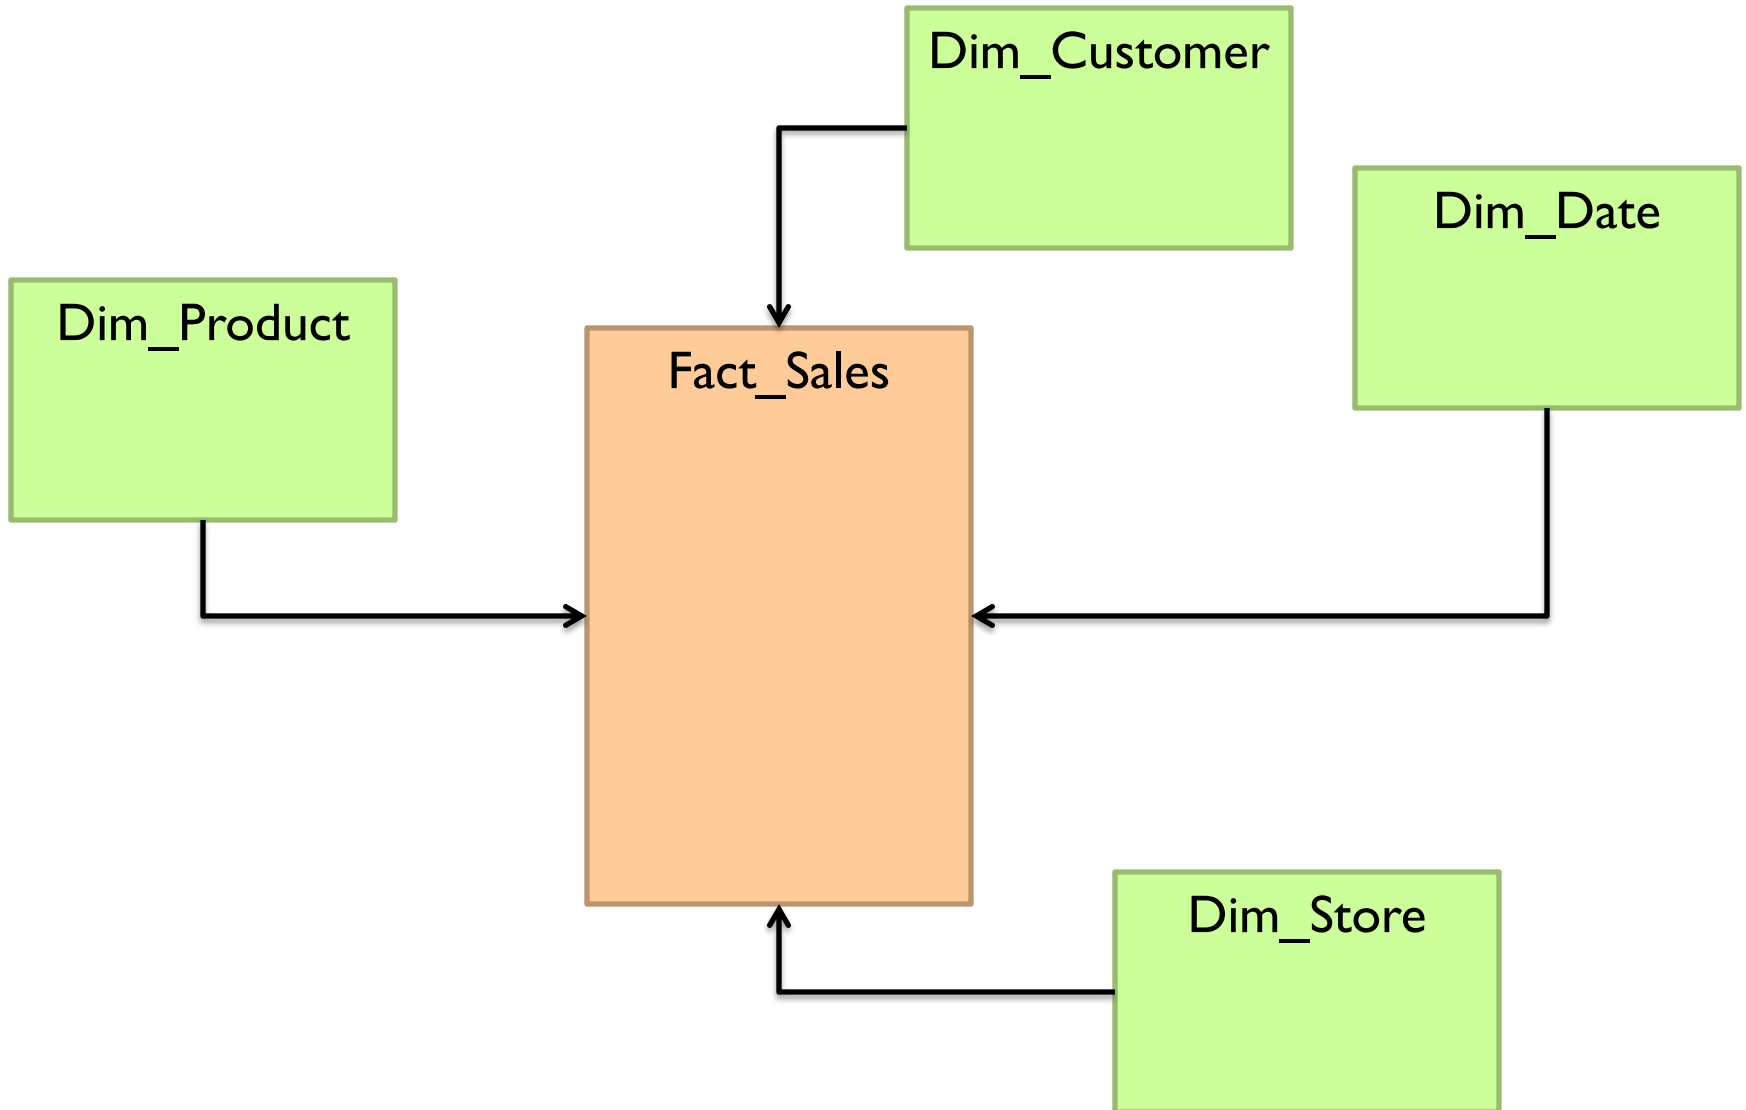 Dim_Customer
Dim_Date
Dim_Product
Fact_Sales
Dim_Store